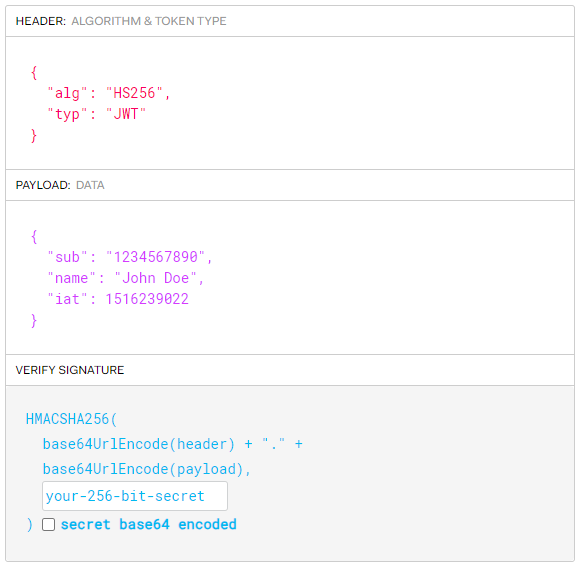 HEADER: ALGORITHM & TOKEN TYPE
{
  "alg": "HS256",
  "typ": "JWT"
}
PAYLOAD: DATA
{
  "sub": "1234567890",
  "name": "John Doe",
  "iat": 1516239022
}
VERIFY SIGNATURE
HMACSHA256(
  base64UrlEncode(header) + "." +
  base64UrlEncode(payload),
  your-256-bit-secret
) secret base64 encoded